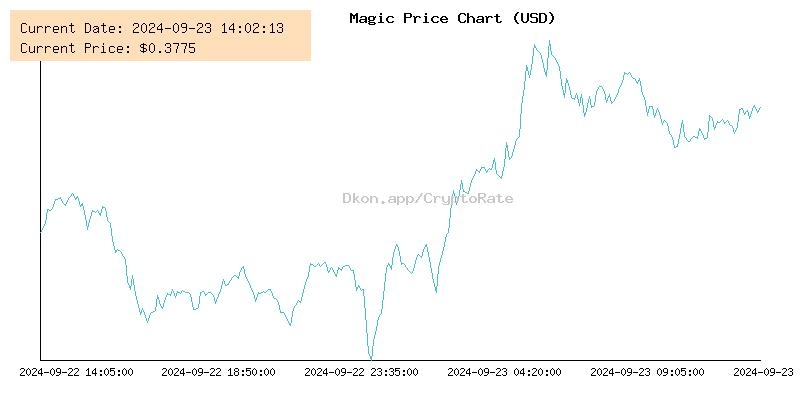 Magic Price Chart (USD)
Current Date: 2024-09-23 14:02:13
Current Price: $0.3775
Dkon.app/CryptoRate
2024-09-22 14:05:00 2024-09-22 18:50:00 2024-09-22 23:35:00 2024-09-23 04:20:00 2024-09-23 09:05:00 2024-09-23